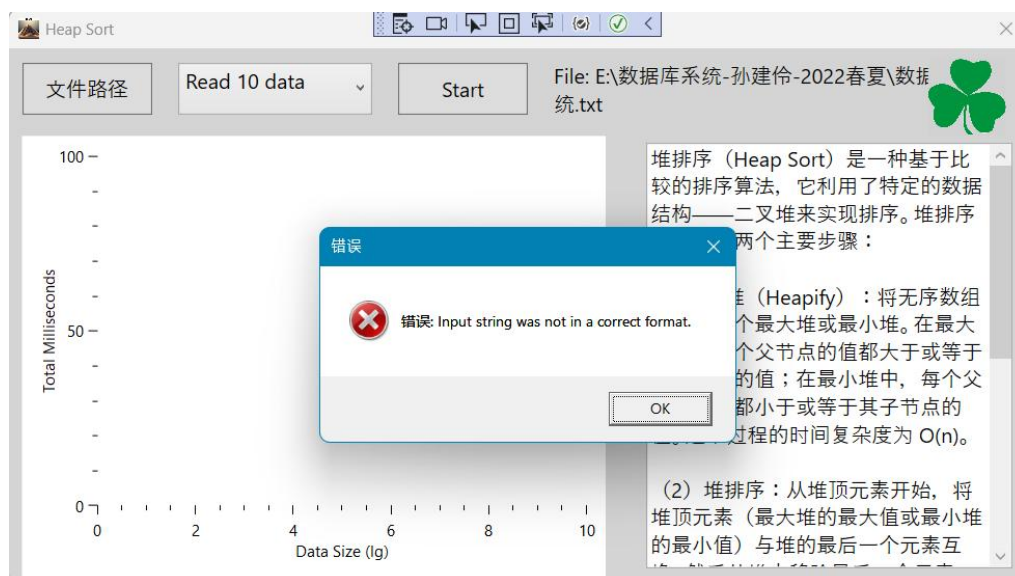 Heap Sort
文件路径
Read 10 data
Start
File: E:\数据库系统-孙建伶-2022春夏\数据
统.txt
100
50
0
Total Milliseconds
0 2 4 6 8 10
Data Size (lg)
错误
错误: Input string was not in a correct format.
OK
堆排序（Heap Sort）是一种基于比
较的排序算法，它利用了特定的数据
结构——二叉堆来实现排序。堆排序
两个主要步骤：
（Heapify）：将无序数组
个最大堆或最小堆。在最大
个父节点的值都大于或等于
的值；在最小堆中，每个父
都小于或等于其子节点的
过程的时间复杂度为 O(n)。
（2）堆排序：从堆顶元素开始，将
堆顶元素（最大堆的最大值或最小堆
的最小值）与堆的最后一个元素互